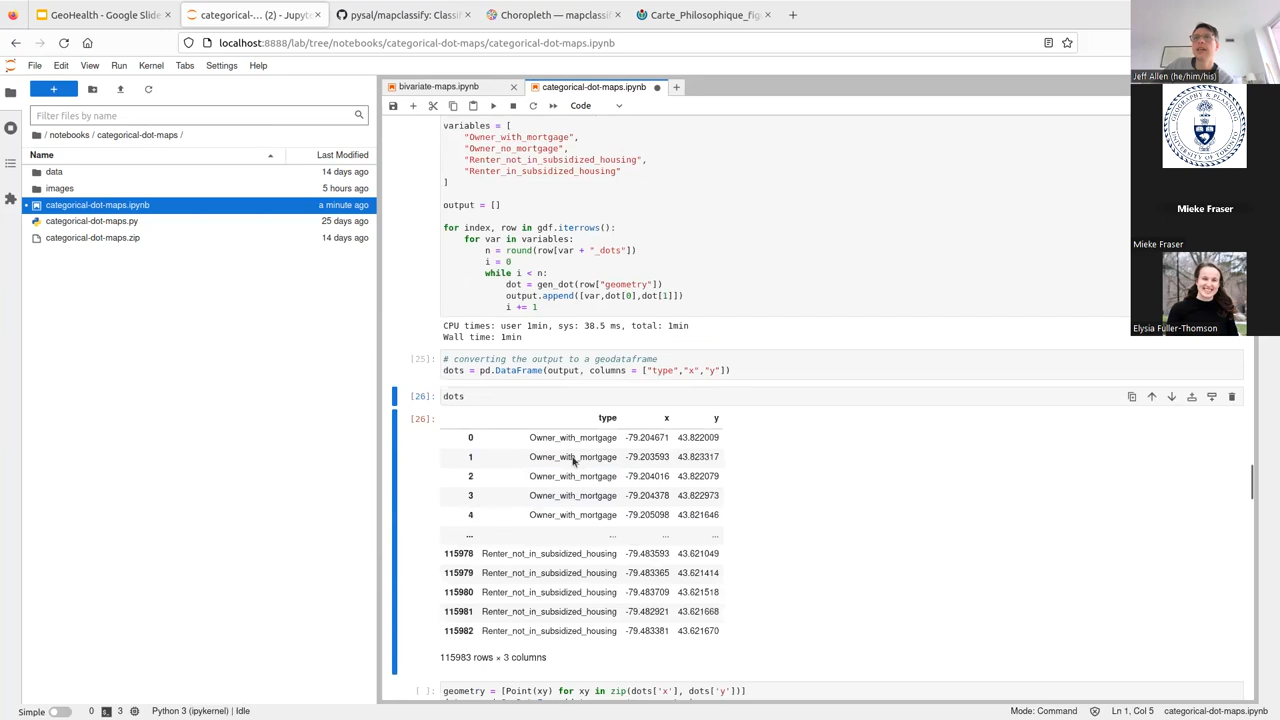 GeoHealth - Google Slide
categorical-... (2) - Jupyte
pysal/mapclassify: Classif
Choropleth — mapclassif
Carte_Philosophique_fig
localhost:8888/lab/tree/notebooks/categorical-dot-maps/categorical-dot-maps.ipynb
File Edit View Run Kernel Tabs Settings Help
bivariate-maps.ipynb
categorical-dot-maps.ipynb
Code
Filter files by name
/ notebooks / categorical-dot-maps /
Name Last Modified
data 14 days ago
images 5 hours ago
categorical-dot-maps.ipynb a minute ago
categorical-dot-maps.py 25 days ago
categorical-dot-maps.zip 14 days ago
variables = [
"Owner_with_mortgage",
"Owner_no_mortgage",
"Renter_not_in_subsidized_housing",
"Renter_in_subsidized_housing"
]
output = []
for index, row in gdf.iterrows():
for var in variables:
n = round(row[var + "_dots"])
i = 0
while i < n:
dot = gen_dot(row["geometry"])
output.append([var,dot[0],dot[1]])
i += 1
CPU times: user 1min, sys: 38.5 ms, total: 1min
Wall time: 1min
[25]: # converting the output to a geodataframe
dots = pd.DataFrame(output, columns = ["type","x","y"])
[26]: dots
[26]: type x y
0 Owner_with_mortgage -79.204671 43.822009
1 Owner_with_mortgage -79.203593 43.823317
2 Owner_with_mortgage -79.204016 43.822079
3 Owner_with_mortgage -79.204378 43.822973
4 Owner_with_mortgage -79.205098 43.821646
... ... ... ...
115978 Renter_not_in_subsidized_housing -79.483593 43.621049
115979 Renter_not_in_subsidized_housing -79.483365 43.621414
115980 Renter_not_in_subsidized_housing -79.483709 43.621518
115981 Renter_not_in_subsidized_housing -79.482921 43.621668
115982 Renter_not_in_subsidized_housing -79.483381 43.621670
115983 rows × 3 columns
[ ]: geometry = [Point(xy) for xy in zip(dots['x'], dots['y'])]
Jeff Allen (he/him/his)
GEOGRAPHY & PLANNING
UNIVERSITY OF TORONTO
Mieke Fraser
Mieke Fraser
Elysia Fuller-Thomson
Simple 0 3 Python 3 (ipykernel) | Idle
Mode: Command Ln 1, Col 5 categorical-dot-maps.ipynb